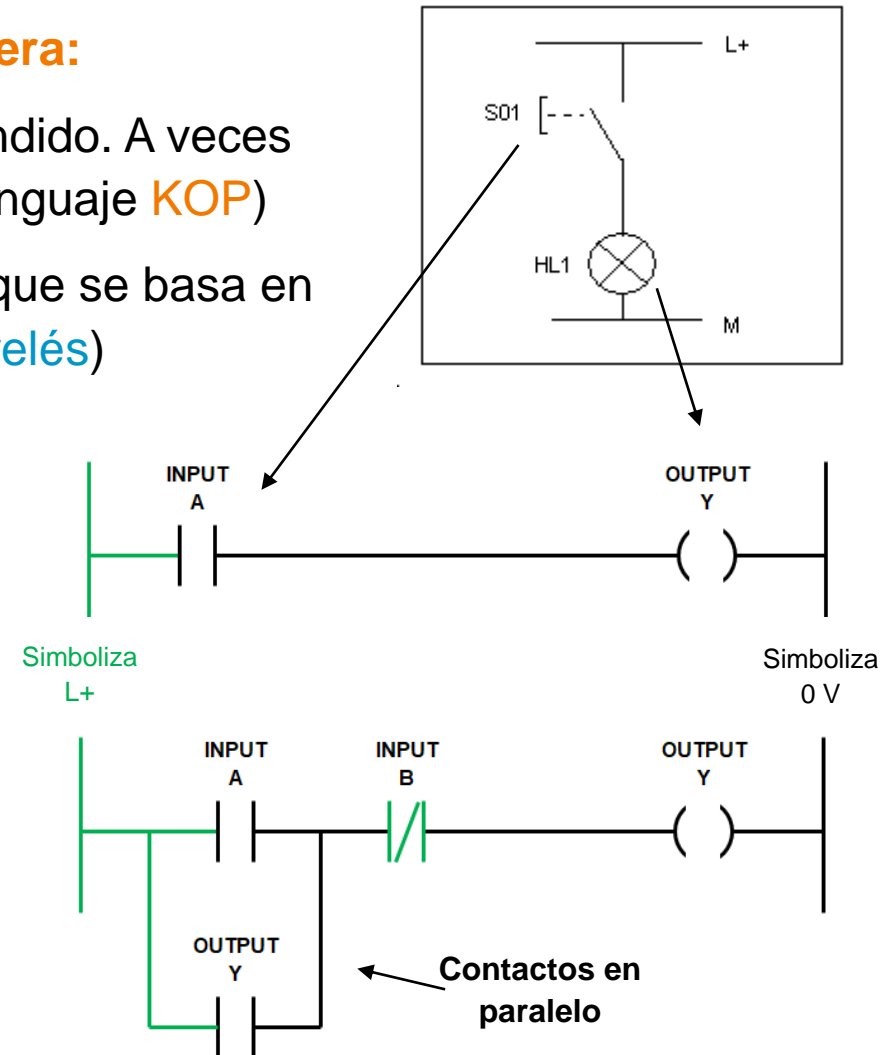 era:
ndido. A veces
nguaje KOP)
que se basa en
relés)
L+
S01
HL1
M
INPUT
A
OUTPUT
Y
Simboliza
L+
Simboliza
0 V
INPUT
A
INPUT
B
OUTPUT
Y
OUTPUT
Y
Contactos en
paralelo